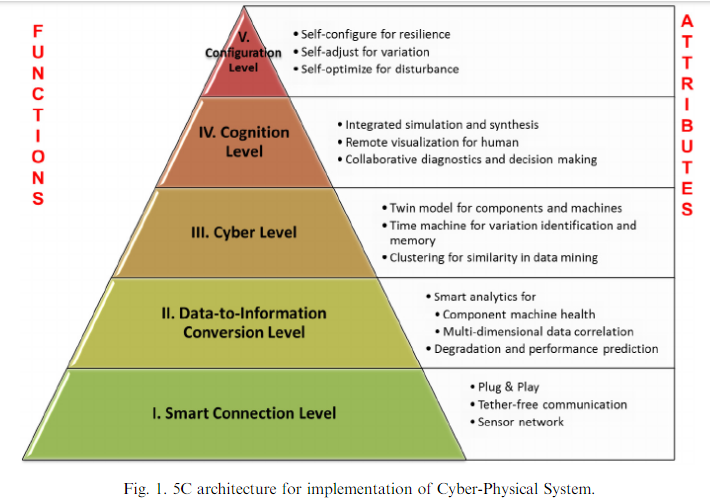 FUNCTIONS
ATTRIBUTES
V.
Configuration
Level
• Self-configure for resilience
• Self-adjust for variation
• Self-optimize for disturbance
IV. Cognition
Level
• Integrated simulation and synthesis
• Remote visualization for human
• Collaborative diagnostics and decision making
III. Cyber Level
• Twin model for components and machines
• Time machine for variation identification and
memory
• Clustering for similarity in data mining
II. Data-to-Information
Conversion Level
• Smart analytics for
• Component machine health
• Multi-dimensional data correlation
• Degradation and performance prediction
I. Smart Connection Level
• Plug & Play
• Tether-free communication
• Sensor network
Fig. 1. 5C architecture for implementation of Cyber-Physical System.